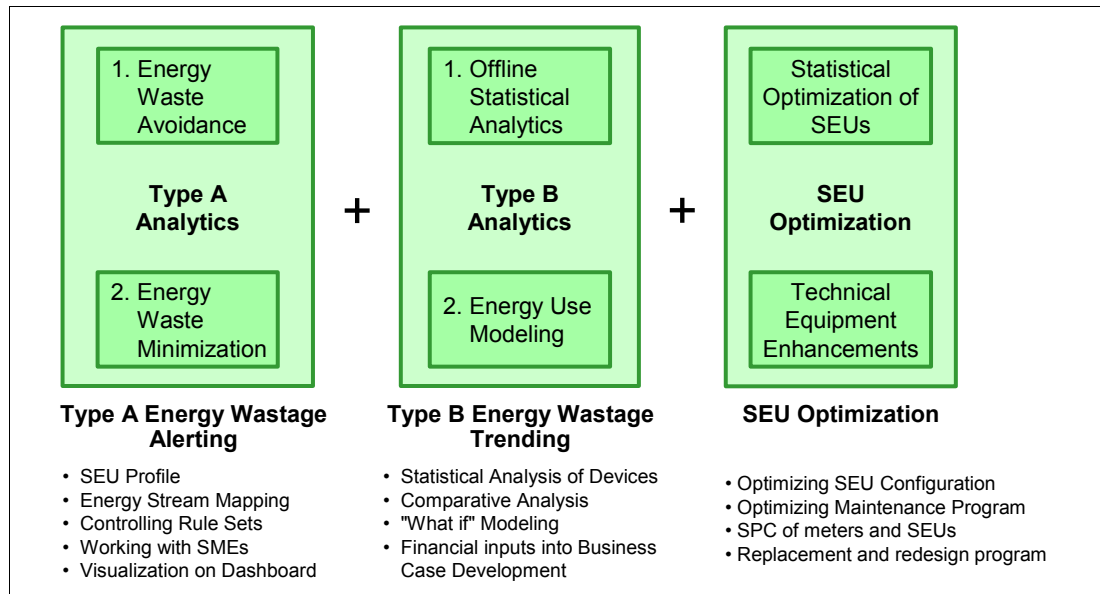 1. Energy
Waste
Avoidance
Type A
Analytics
2. Energy
Waste
Minimization
+
1. Offline
Statistical
Analytics
Type B
Analytics
2. Energy Use
Modeling
+
Statistical
Optimization of
SEUs
SEU
Optimization
Technical
Equipment
Enhancements
Type A Energy Wastage
Alerting
• SEU Profile
• Energy Stream Mapping
• Controlling Rule Sets
• Working with SMEs
• Visualization on Dashboard
Type B Energy Wastage
Trending
• Statistical Analysis of Devices
• Comparative Analysis
• "What if" Modeling
• Financial inputs into Business
Case Development
SEU Optimization
• Optimizing SEU Configuration
• Optimizing Maintenance Program
• SPC of meters and SEUs
• Replacement and redesign program